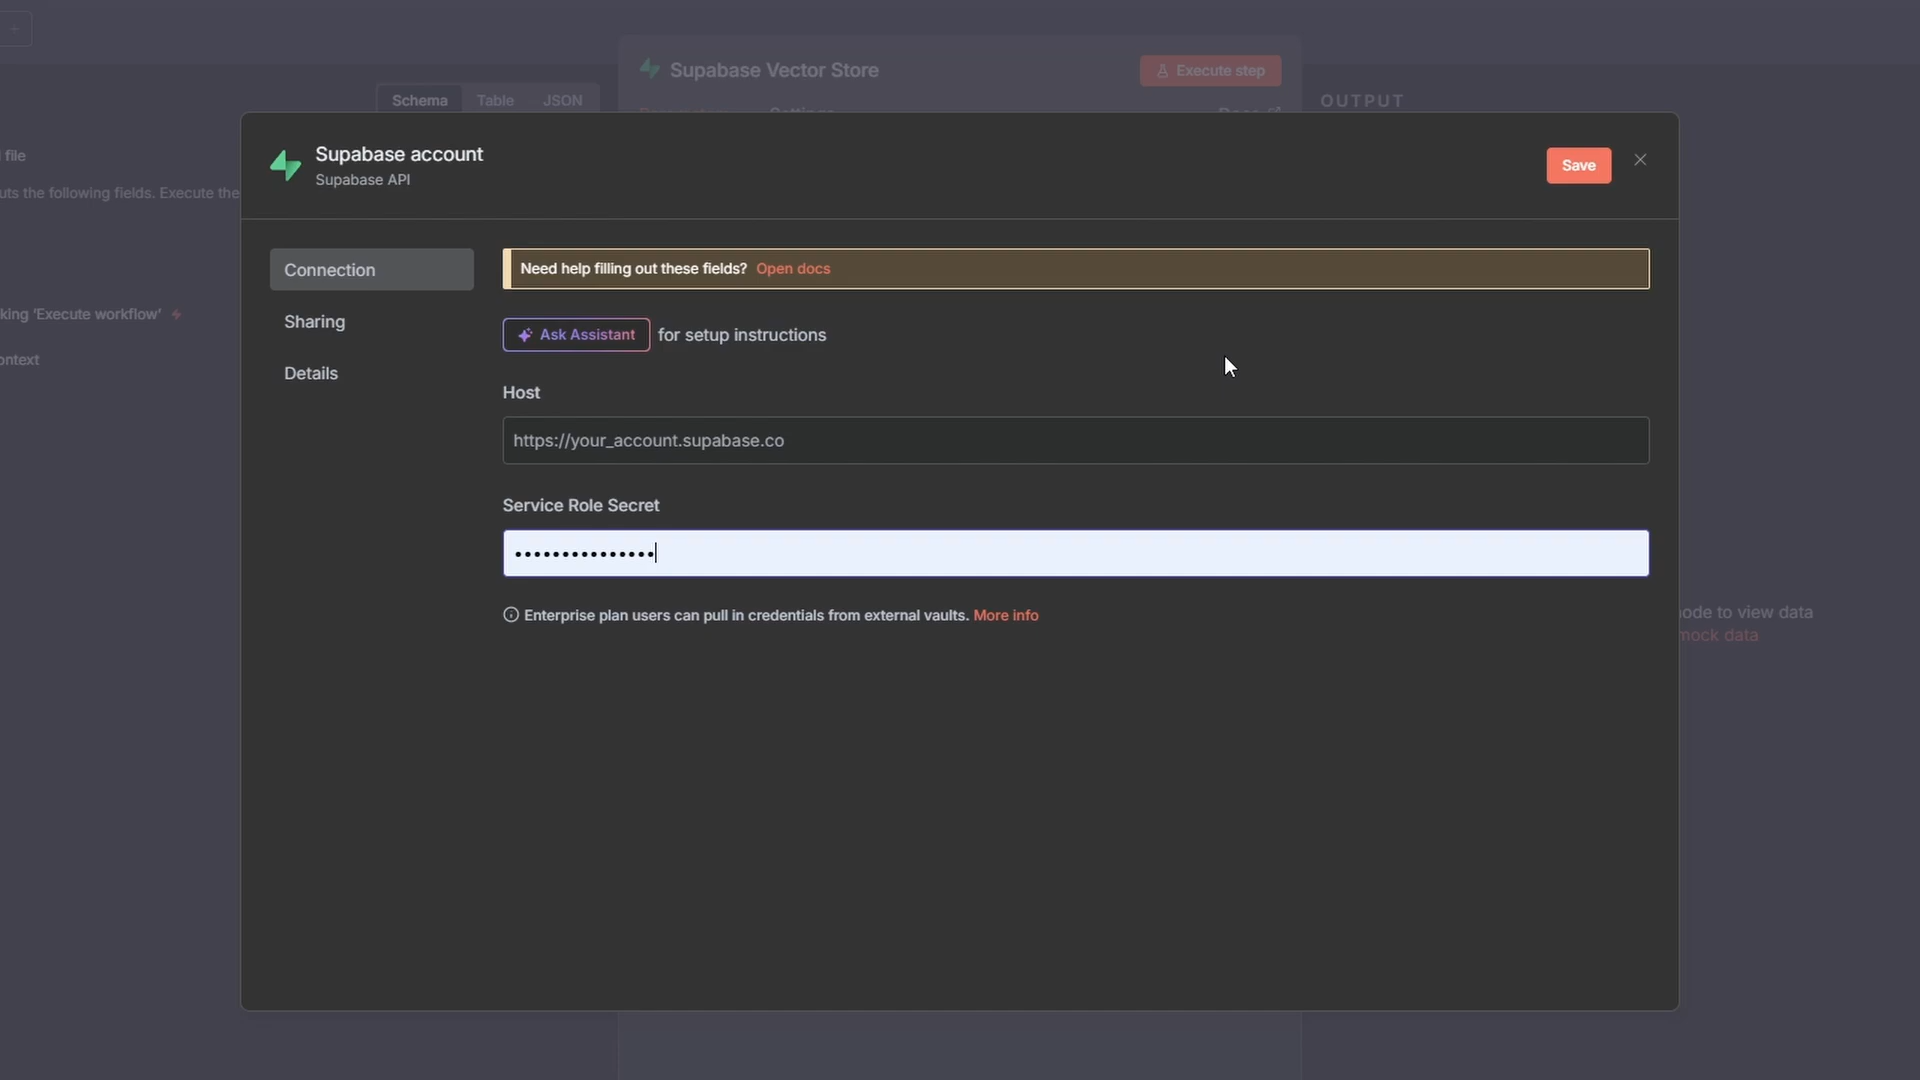 Supabase Vector Store
Execute step
Schema Table JSON
OUTPUT
Supabase account
Supabase API
Save
file
uts the following fields. Execute the
king 'Execute workflow'
ontext
Connection
Sharing
Details
Need help filling out these fields? Open docs
Ask Assistant for setup instructions
Host
https://your_account.supabase.co
Service Role Secret
•••••••••••••••
Enterprise plan users can pull in credentials from external vaults. More info
node to view data
mock data